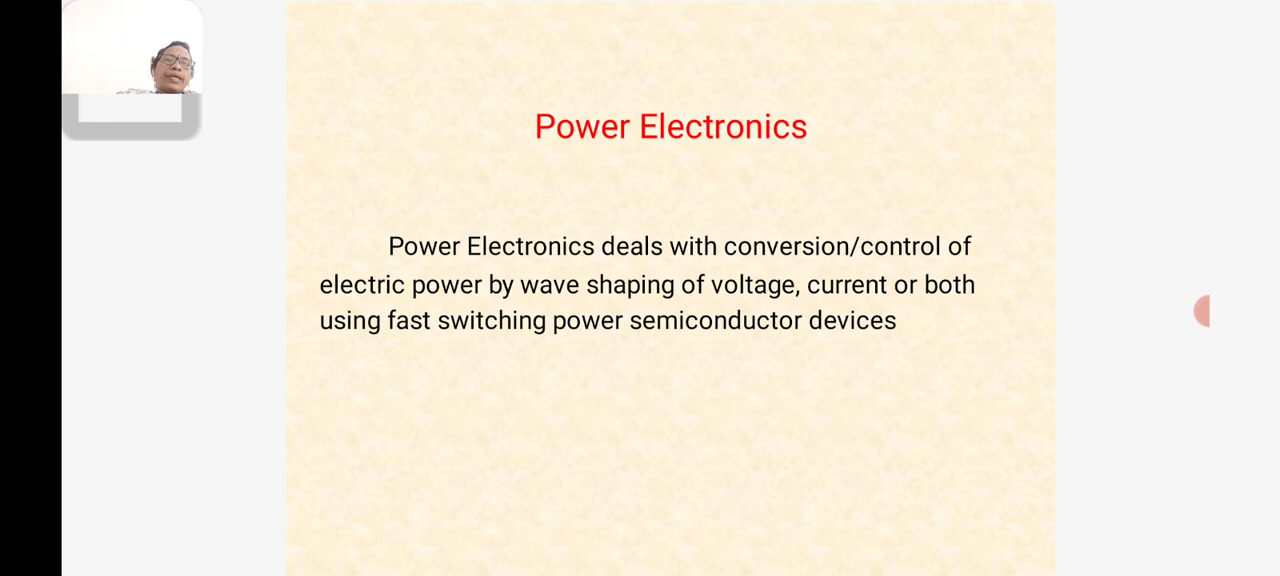 Power Electronics
Power Electronics deals with conversion/control of
electric power by wave shaping of voltage, current or both
using fast switching power semiconductor devices